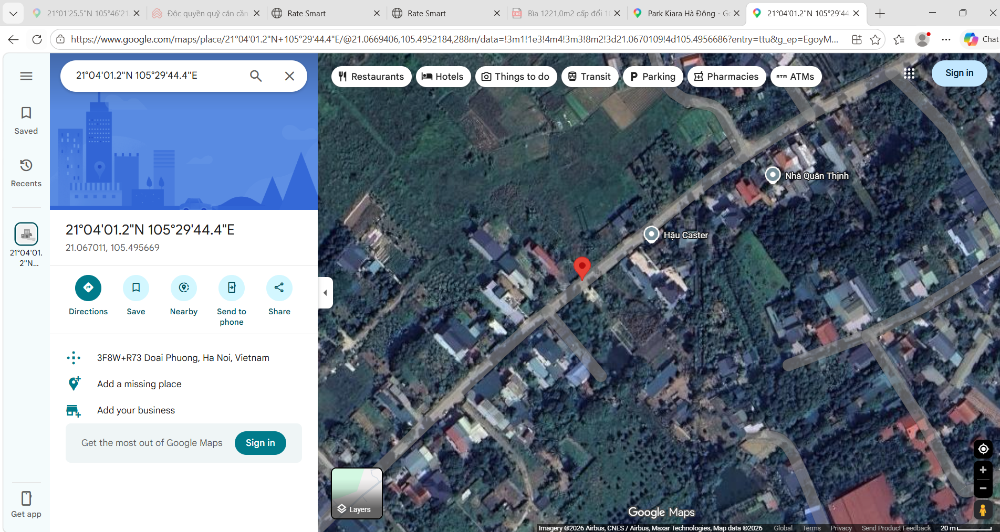 21°01'25.5"N 105°46'21
Độc quyền quỹ căn cần
Rate Smart
Rate Smart
Bìa 1221,0m2 cấp đổi 10
Park Kiara Hà Đông - Go
21°04'01.2"N 105°29'44
https://www.google.com/maps/place/21°04'01.2"N+105°29'44.4"E/@21.0669406,105.4952184,288m/data=!3m1!1e3!4m4!3m3!8m2!3d21.0670109!4d105.4956686?entry=ttu&g_ep=EgoyM...
Chat
21°04'01.2"N 105°29'44.4"E
Restaurants
Hotels
Things to do
Transit
Parking
Pharmacies
ATM ATMs
Sign in
Saved
Recents
21°04'01.
2"N...
Get app
21°04'01.2"N 105°29'44.4"E
21.067011, 105.495669
Directions
Save
Nearby
Send to
phone
Share
3F8W+R73 Doai Phuong, Ha Noi, Vietnam
Add a missing place
Add your business
Get the most out of Google Maps
Sign in
Nhà Quân Thịnh
Hậu Caster
Layers
Google Maps
Imagery ©2026 Airbus, CNES / Airbus, Maxar Technologies, Map data ©2026
Global
Terms
Privacy
Send Product Feedback
20 m